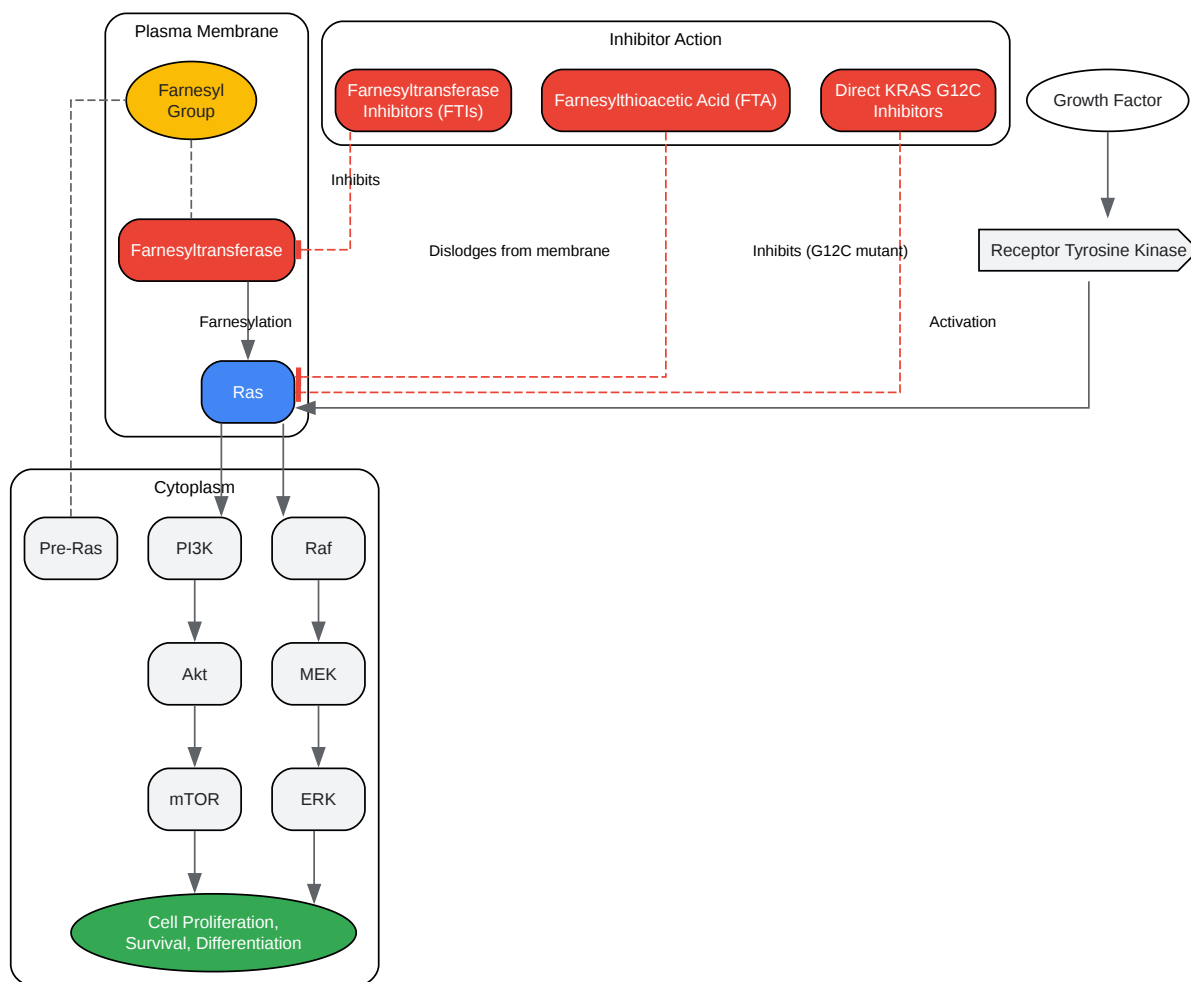 Plasma Membrane
Inhibitor Action
Farnesyl
Group
Farnesyltransferase
Inhibitors (FTIs)
Farnesylthioacetic Acid (FTA)
Direct KRAS G12C
Inhibitors
Growth Factor
Inhibits
Farnesyltransferase
Dislodges from membrane
Inhibits (G12C mutant)
Receptor Tyrosine Kinase
Farnesylation
Activation
Ras
Cytoplasm
Pre-Ras
PI3K
Raf
Akt
MEK
mTOR
ERK
Cell Proliferation,
Survival, Differentiation